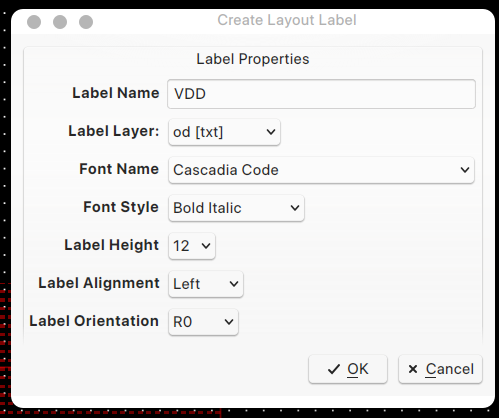 Create Layout Label
Label Properties
Label Name VDD
Label Layer: od [txt]
Font Name Cascadia Code
Font Style Bold Italic
Label Height 12
Label Alignment Left
Label Orientation R0
OK Cancel